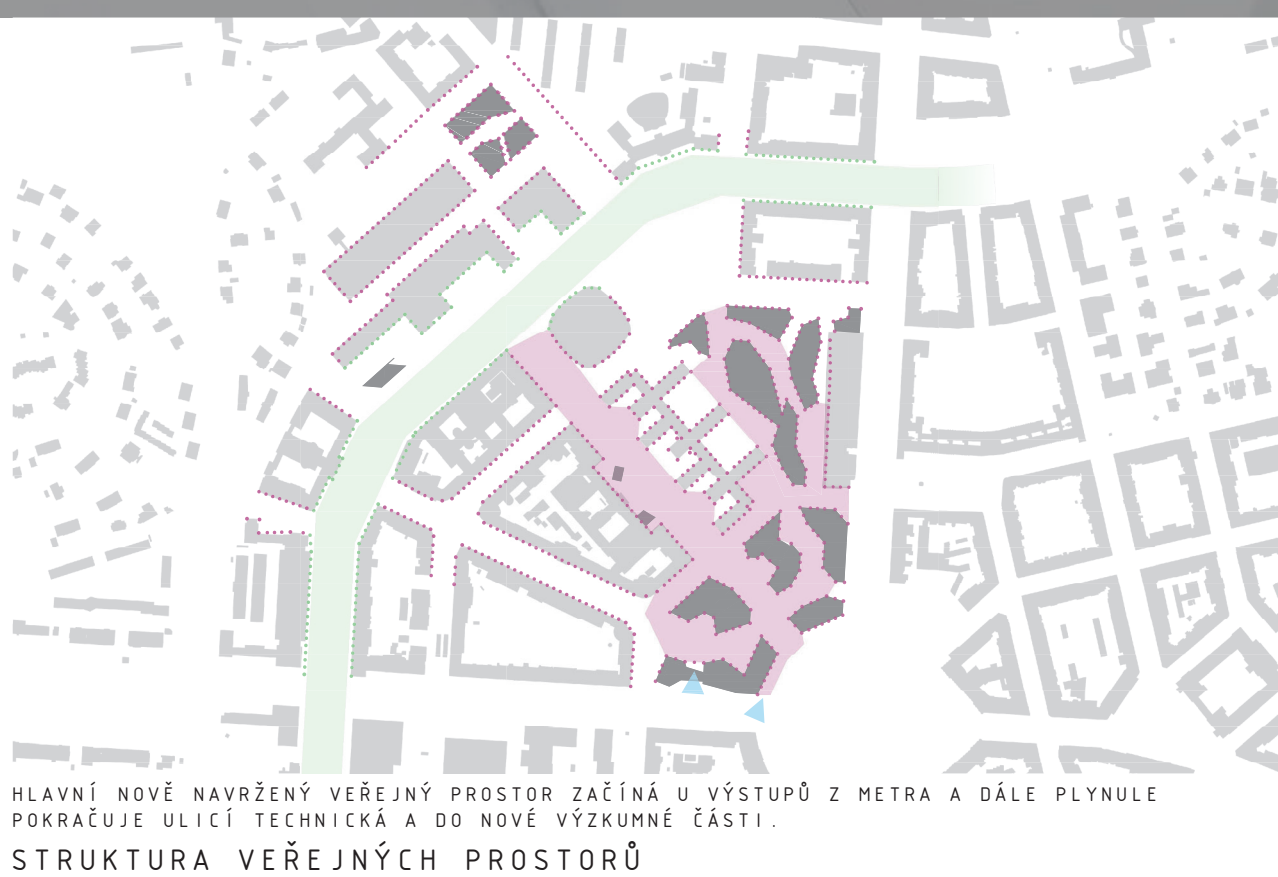 HLAVNÍ NOVĚ NAVRŽENÝ VEŘEJNÝ PROSTOR ZAČÍNÁ U VÝSTUPŮ Z METRA A DÁLE PLYNULE
POKRAČUJE ULICÍ TECHNICKÁ A DO NOVÉ VÝZKUMNÉ ČÁSTI.
STRUKTURA VEŘEJNÝCH PROSTORŮ